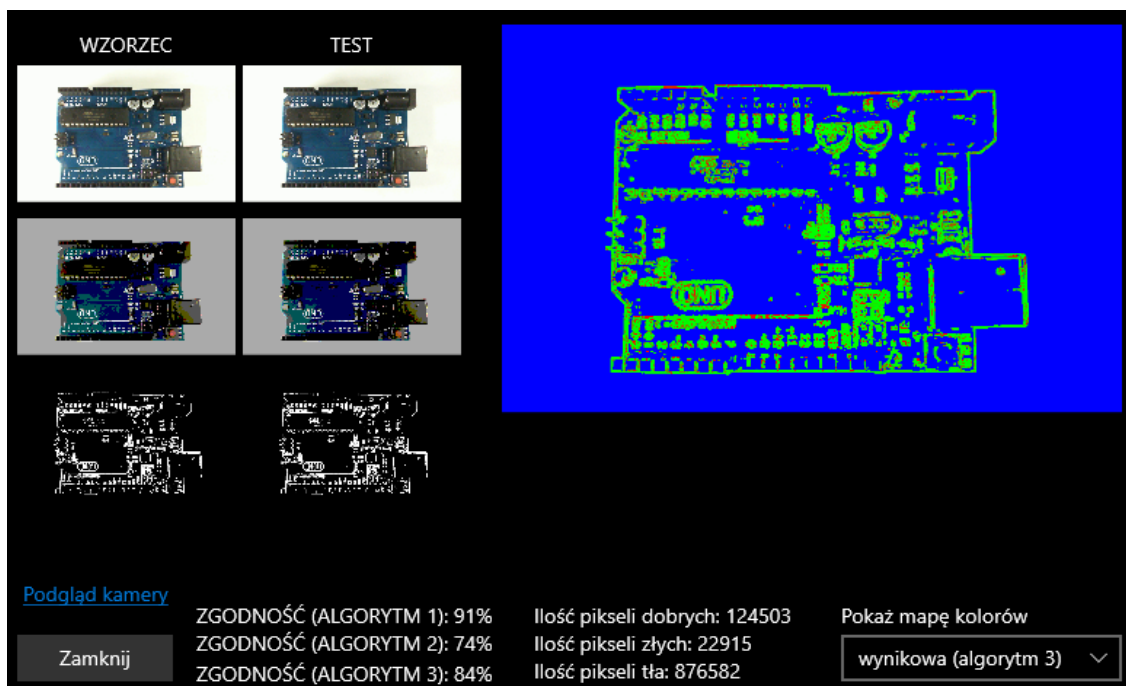 WZORZEC
TEST
UNO
Podgląd kamery
Zamknij
ZGODNOŚĆ (ALGORYTM 1): 91%
ZGODNOŚĆ (ALGORYTM 2): 74%
ZGODNOŚĆ (ALGORYTM 3): 84%
Ilość pikseli dobrych: 124503
Ilość pikseli złych: 22915
Ilość pikseli tła: 876582
Pokaż mapę kolorów
wynikowa (algorytm 3)